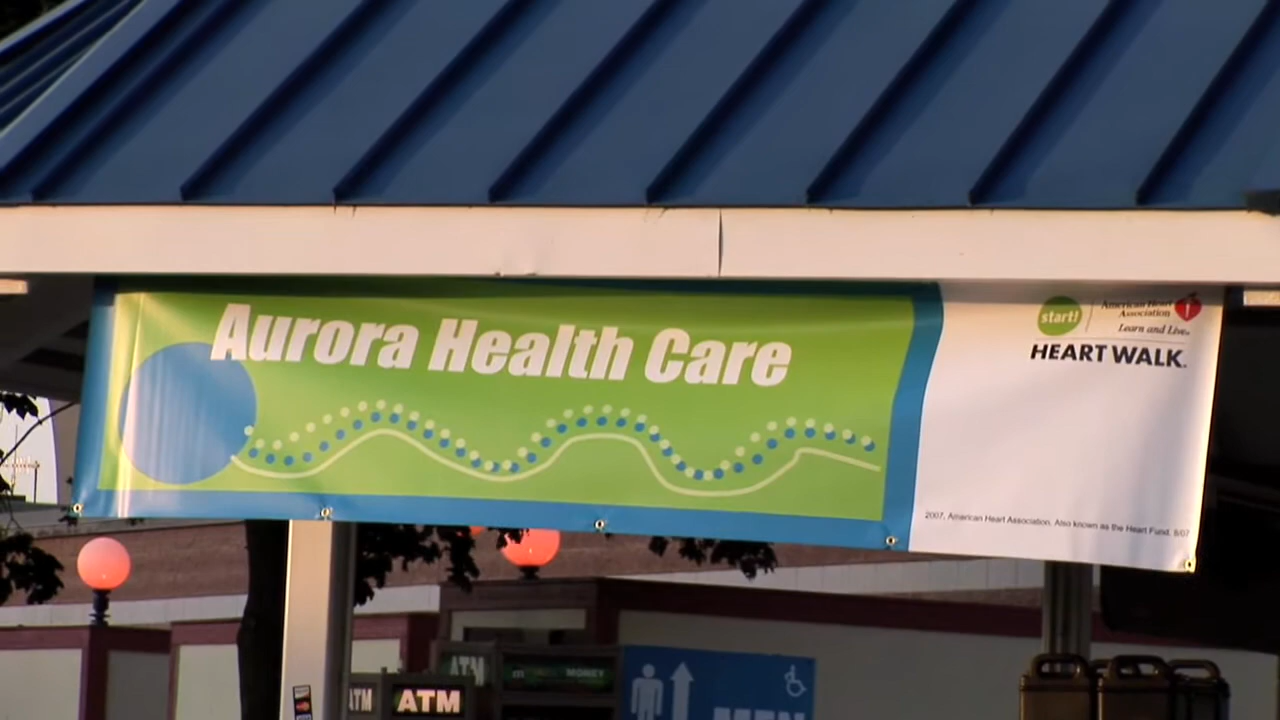 Aurora Health Care
start!
American Heart
Association
Learn and Live
HEART WALK.
2007, American Heart Association. Also known as the Heart Fund. 8/07
ATM
MONEY
ATM
ATM
MEN